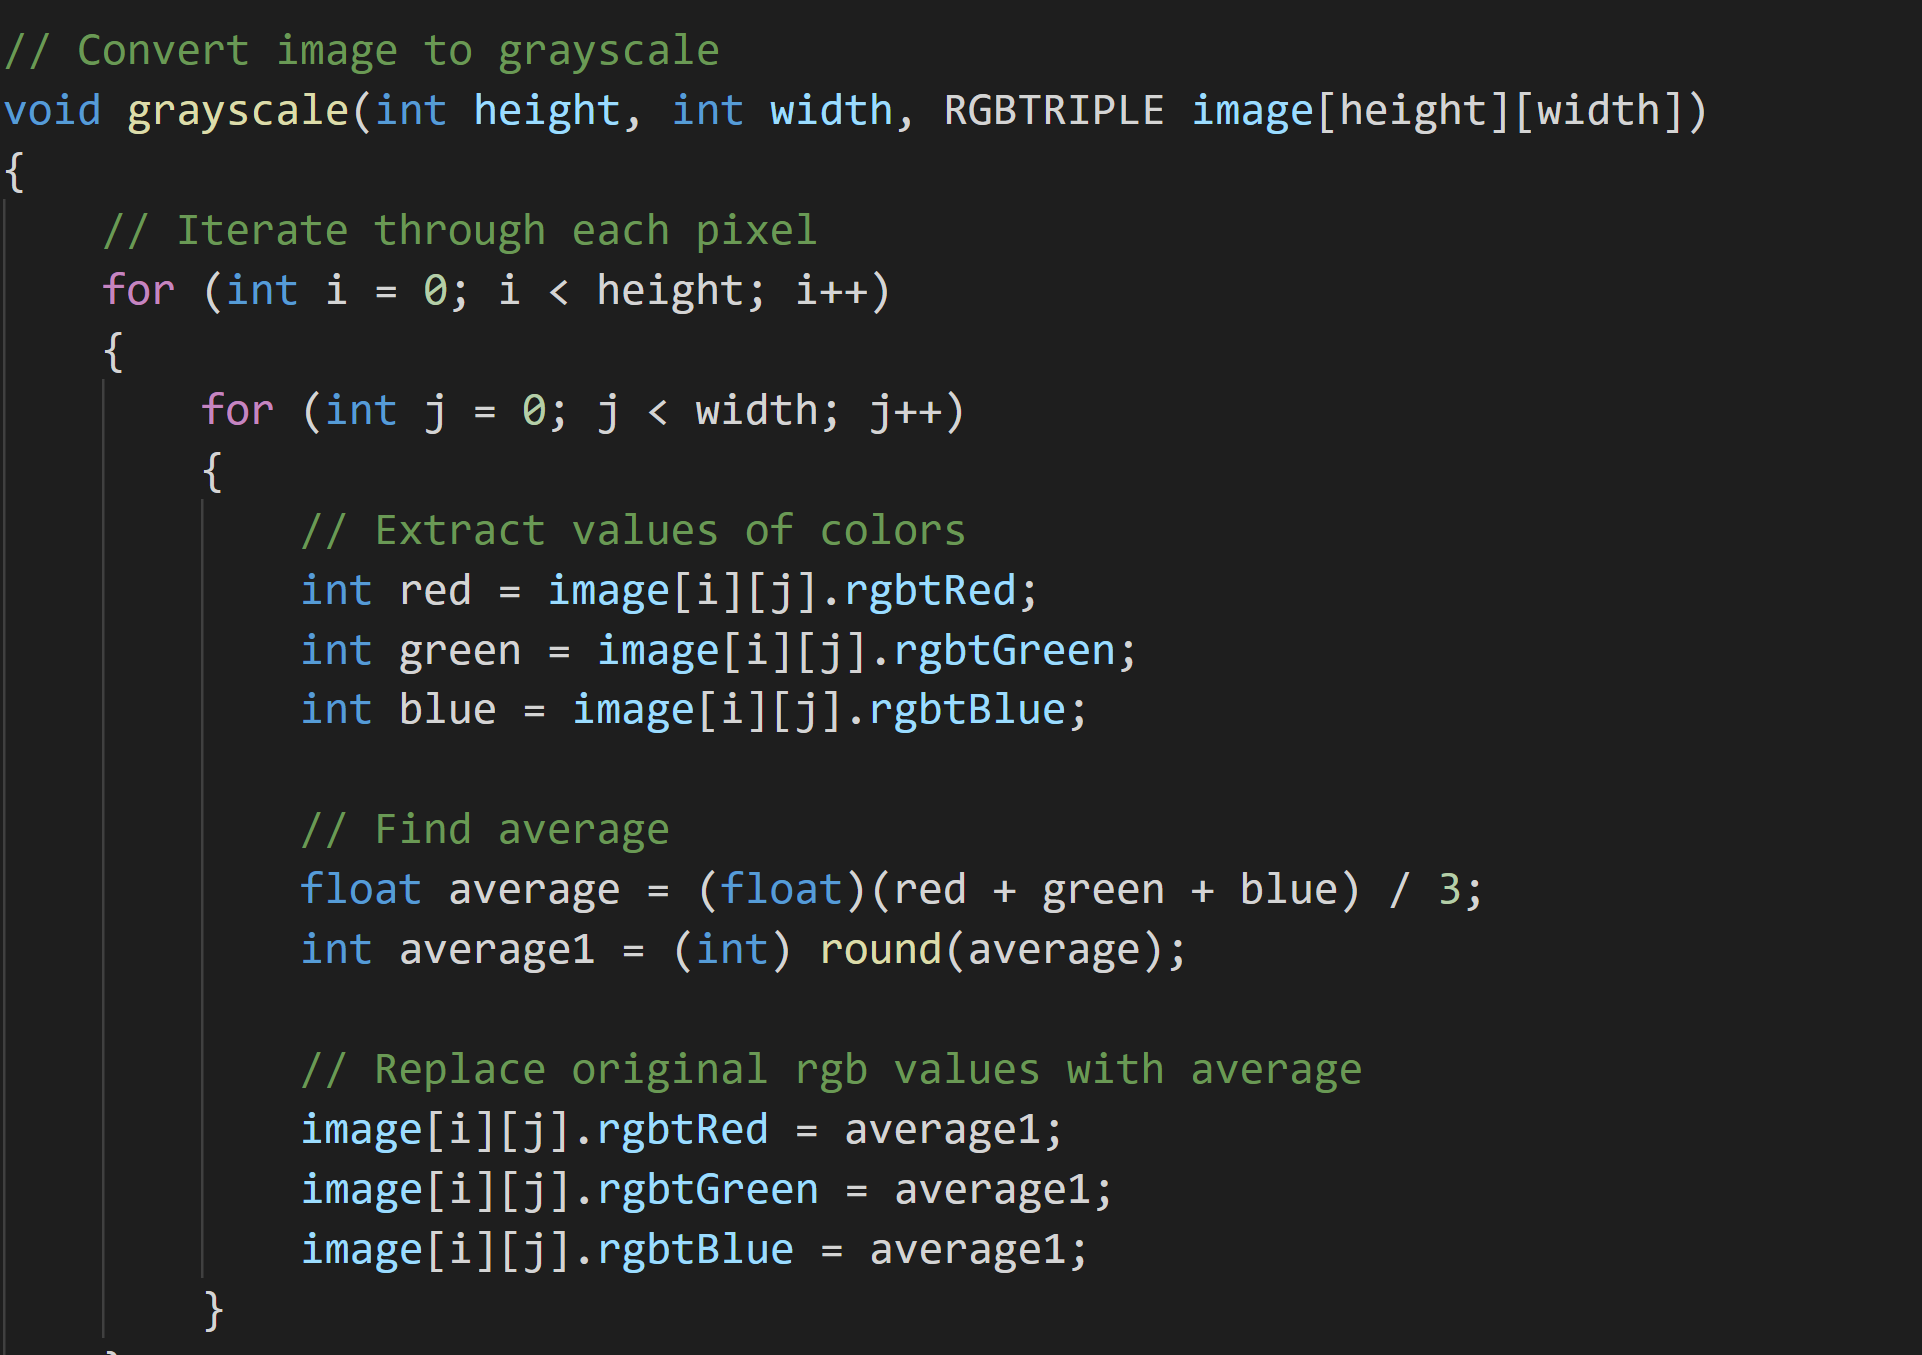 // Convert image to grayscale
void grayscale(int height, int width, RGBTRIPLE image[height][width])
{
    // Iterate through each pixel
    for (int i = 0; i < height; i++)
    {
        for (int j = 0; j < width; j++)
        {
            // Extract values of colors
            int red = image[i][j].rgbtRed;
            int green = image[i][j].rgbtGreen;
            int blue = image[i][j].rgbtBlue;

            // Find average
            float average = (float)(red + green + blue) / 3;
            int average1 = (int) round(average);

            // Replace original rgb values with average
            image[i][j].rgbtRed = average1;
            image[i][j].rgbtGreen = average1;
            image[i][j].rgbtBlue = average1;
        }